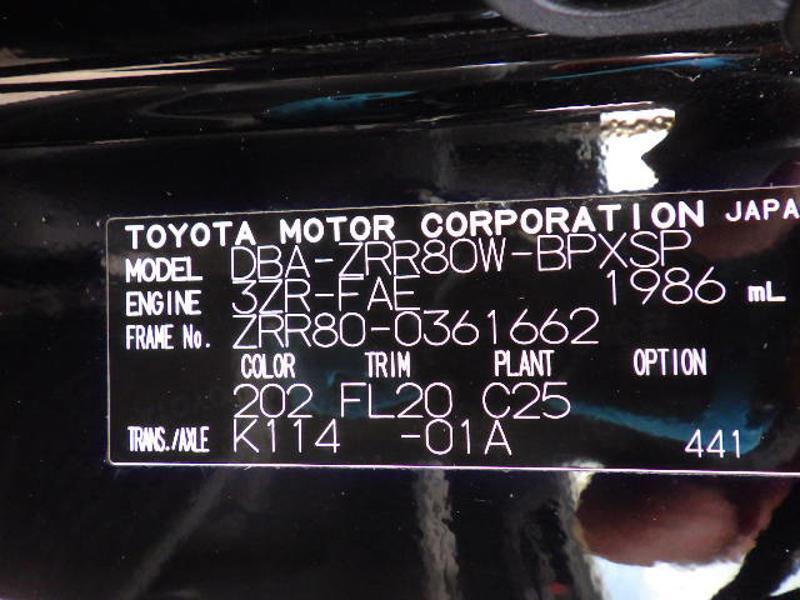 TOYOTA MOTOR CORPORATION JAPA
MODEL DBA-ZRR80W-BPXSP
ENGINE 3ZR-FAE 1986 mL
FRAME No. ZRR80-0361662
COLOR TRIM PLANT OPTION
202 FL20 C25
TRANS./AXLE K114 -01A 441